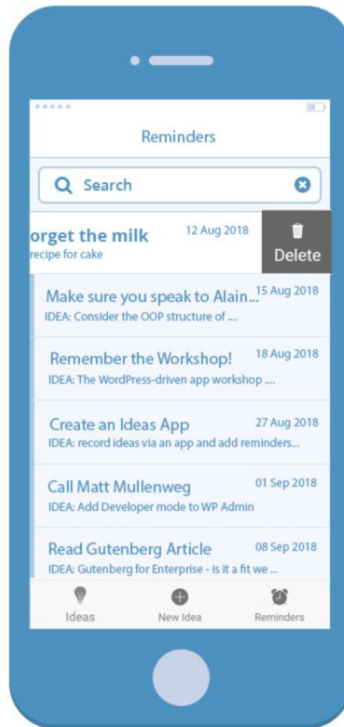 Reminders
Search
orget the milk 12 Aug 2018
recipe for cake
Delete
Make sure you speak to Alain... 15 Aug 2018
IDEA: Consider the OOP structure of ....
Remember the Workshop! 18 Aug 2018
IDEA: The WordPress-driven app workshop ....
Create an Ideas App 27 Aug 2018
IDEA: record ideas via an app and add reminders...
Call Matt Mullenweg 01 Sep 2018
IDEA: Add Developer mode to WP Admin
Read Gutenberg Article 08 Sep 2018
IDEA: Gutenberg for Enterprise - is it a fit we ...
Ideas New Idea Reminders